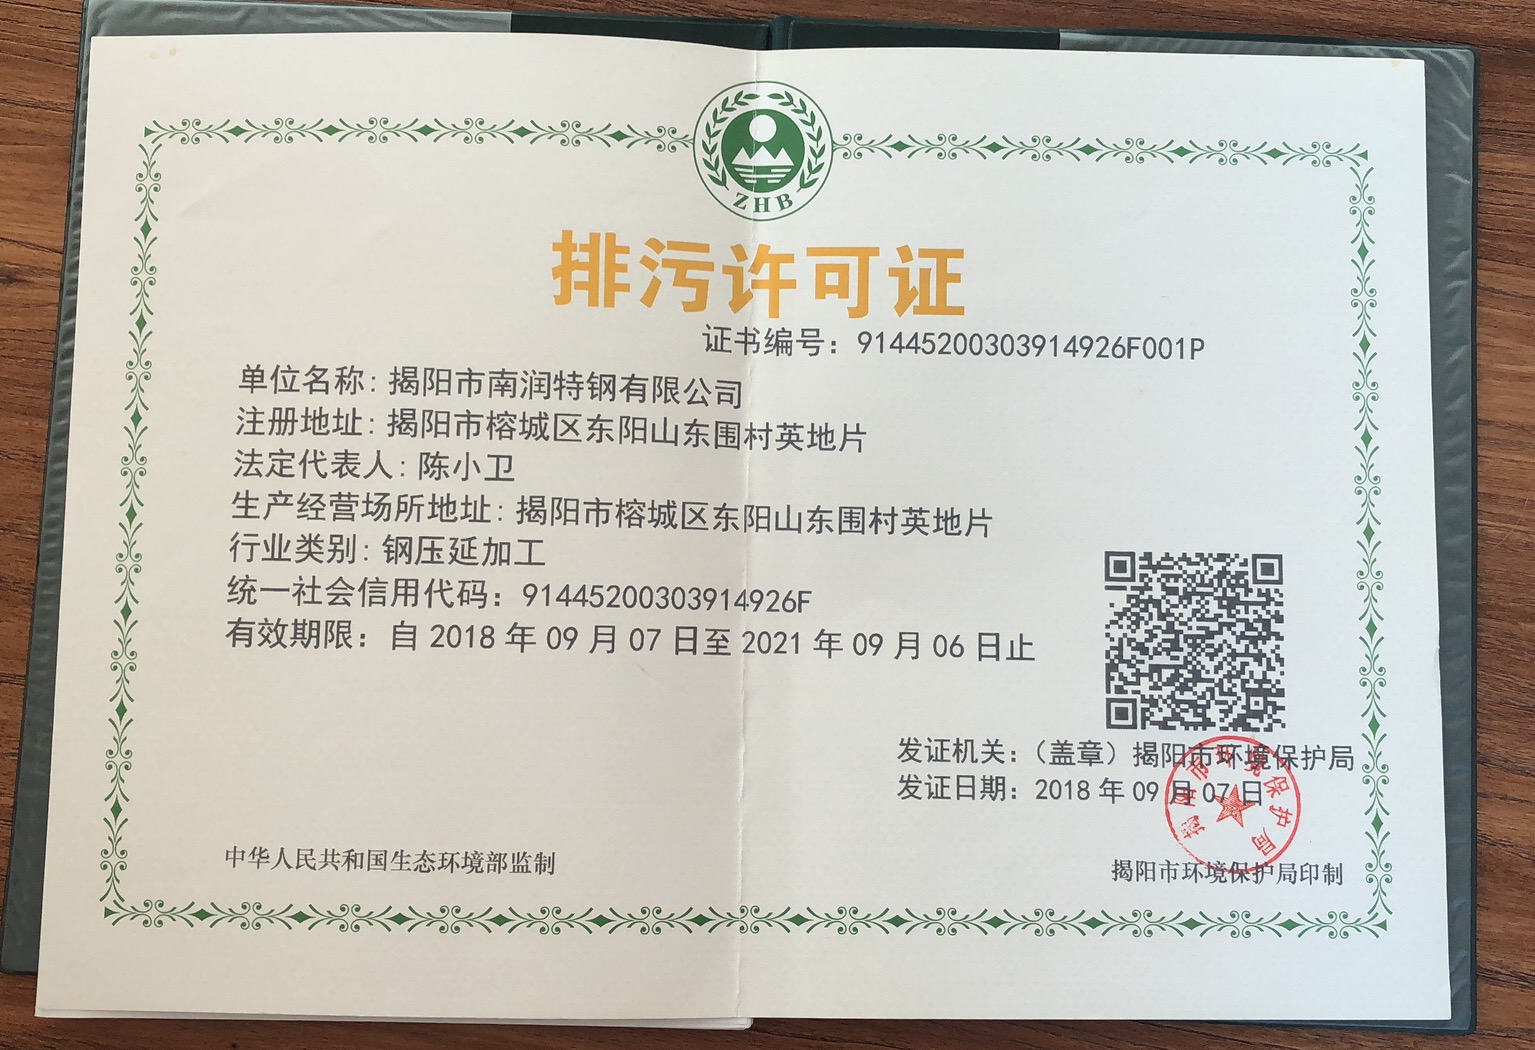 ZHB
排污许可证
证书编号：91445200303914926F001P
单位名称：揭阳市南润特钢有限公司
注册地址：揭阳市榕城区东阳山东围村英地片
法定代表人：陈小卫
生产经营场所地址：揭阳市榕城区东阳山东围村英地片
行业类别：钢压延加工
统一社会信用代码：91445200303914926F
有效期限：自 2018 年 09 月 07 日至 2021 年 09 月 06 日止
发证机关：（盖章）揭阳市环境保护局
发证日期：2018 年 09 月 07 日
揭阳市环境保护局
中华人民共和国生态环境部监制
揭阳市环境保护局印制